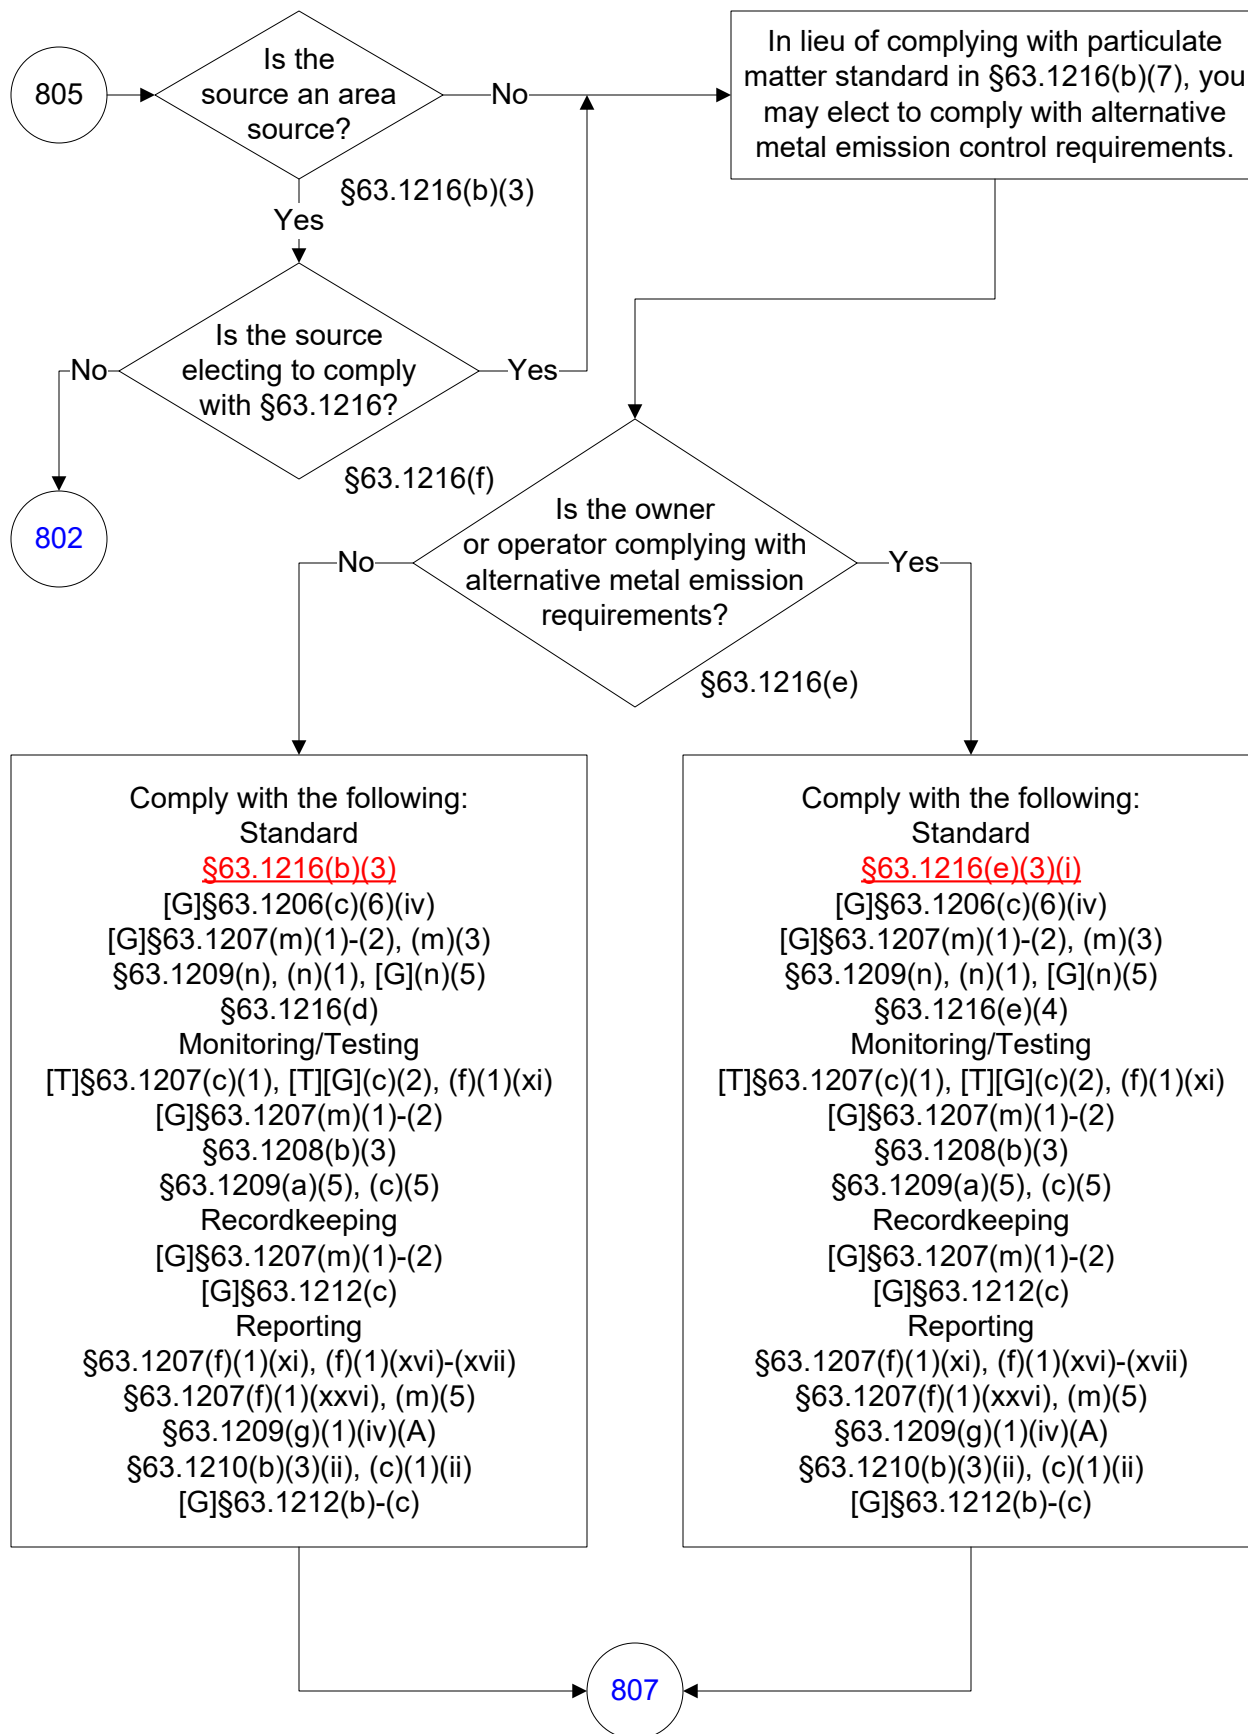 805
Is the
source an area
source?
No
In lieu of complying with particulate
matter standard in §63.1216(b)(7), you
may elect to comply with alternative
metal emission control requirements.
§63.1216(b)(3)
Yes
Is the source
electing to comply
with §63.1216?
No
Yes
§63.1216(f)
802
Is the owner
or operator complying with
alternative metal emission
requirements?
No
Yes
§63.1216(e)
Comply with the following:
Standard
§63.1216(b)(3)
[G]§63.1206(c)(6)(iv)
[G]§63.1207(m)(1)-(2), (m)(3)
§63.1209(n), (n)(1), [G](n)(5)
§63.1216(d)
Monitoring/Testing
[T]§63.1207(c)(1), [T][G](c)(2), (f)(1)(xi)
[G]§63.1207(m)(1)-(2)
§63.1208(b)(3)
§63.1209(a)(5), (c)(5)
Recordkeeping
[G]§63.1207(m)(1)-(2)
[G]§63.1212(c)
Reporting
§63.1207(f)(1)(xi), (f)(1)(xvi)-(xvii)
§63.1207(f)(1)(xxvi), (m)(5)
§63.1209(g)(1)(iv)(A)
§63.1210(b)(3)(ii), (c)(1)(ii)
[G]§63.1212(b)-(c)
Comply with the following:
Standard
§63.1216(e)(3)(i)
[G]§63.1206(c)(6)(iv)
[G]§63.1207(m)(1)-(2), (m)(3)
§63.1209(n), (n)(1), [G](n)(5)
§63.1216(e)(4)
Monitoring/Testing
[T]§63.1207(c)(1), [T][G](c)(2), (f)(1)(xi)
[G]§63.1207(m)(1)-(2)
§63.1208(b)(3)
§63.1209(a)(5), (c)(5)
Recordkeeping
[G]§63.1207(m)(1)-(2)
[G]§63.1212(c)
Reporting
§63.1207(f)(1)(xi), (f)(1)(xvi)-(xvii)
§63.1207(f)(1)(xxvi), (m)(5)
§63.1209(g)(1)(iv)(A)
§63.1210(b)(3)(ii), (c)(1)(ii)
[G]§63.1212(b)-(c)
807